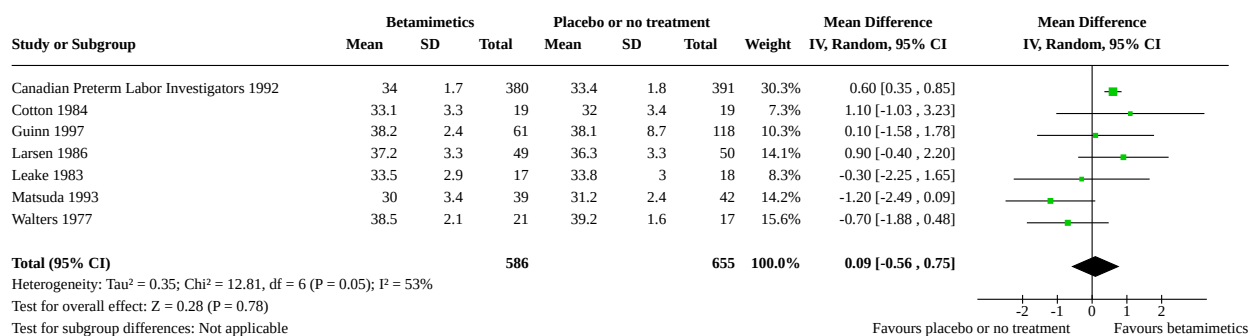 Betamimetics Placebo or no treatment Mean Difference Mean Difference
Study or Subgroup Mean SD Total Mean SD Total Weight IV, Random, 95% CI IV, Random, 95% CI
Canadian Preterm Labor Investigators 1992 34 1.7 380 33.4 1.8 391 30.3% 0.60 [0.35 , 0.85]
Cotton 1984 33.1 3.3 19 32 3.4 19 7.3% 1.10 [-1.03 , 3.23]
Guinn 1997 38.2 2.4 61 38.1 8.7 118 10.3% 0.10 [-1.58 , 1.78]
Larsen 1986 37.2 3.3 49 36.3 3.3 50 14.1% 0.90 [-0.40 , 2.20]
Leake 1983 33.5 2.9 17 33.8 3 18 8.3% -0.30 [-2.25 , 1.65]
Matsuda 1993 30 3.4 39 31.2 2.4 42 14.2% -1.20 [-2.49 , 0.09]
Walters 1977 38.5 2.1 21 39.2 1.6 17 15.6% -0.70 [-1.88 , 0.48]
Total (95% CI) 586 655 100.0% 0.09 [-0.56 , 0.75]
Heterogeneity: Tau² = 0.35; Chi² = 12.81, df = 6 (P = 0.05); I² = 53%
Test for overall effect: Z = 0.28 (P = 0.78) -2 -1 0 1 2
Test for subgroup differences: Not applicable Favours placebo or no treatment Favours betamimetics